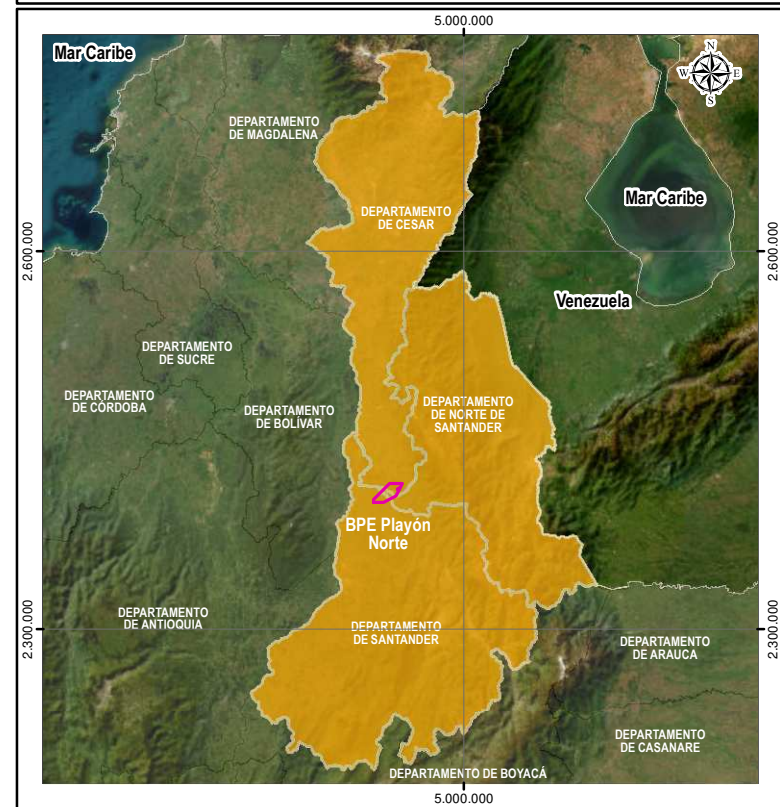 5.000.000
Mar Caribe
N
W E
S
DEPARTAMENTO
DE MAGDALENA
Mar Caribe
DEPARTAMENTO
DE CESAR
2.600.000
2.600.000
Venezuela
DEPARTAMENTO
DE SUCRE
DEPARTAMENTO
DE CÓRDOBA
DEPARTAMENTO
DE BOLÍVAR
DEPARTAMENTO
DE NORTE DE
SANTANDER
BPE Playón
Norte
DEPARTAMENTO
DE ANTIOQUIA
DEPARTAMENTO
DE SANTANDER
2.300.000
2.300.000
DEPARTAMENTO
DE ARAUCA
DEPARTAMENTO
DE CASANARE
DEPARTAMENTO DE BOYACÁ
5.000.000